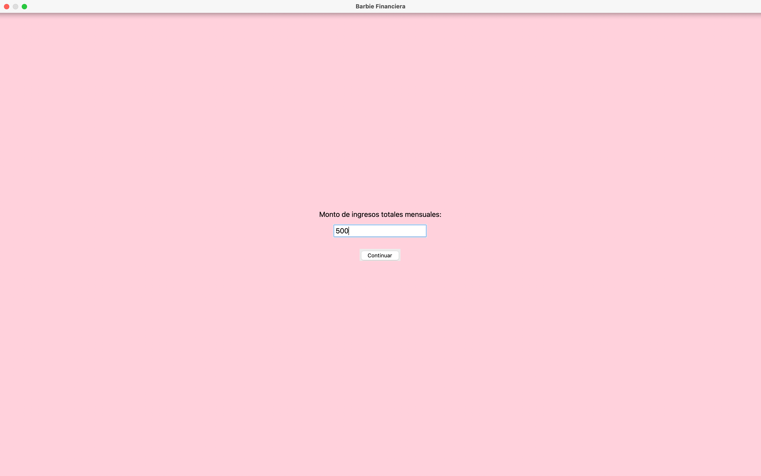 Barbie Financiera
Monto de ingresos totales mensuales:
500
Continuar